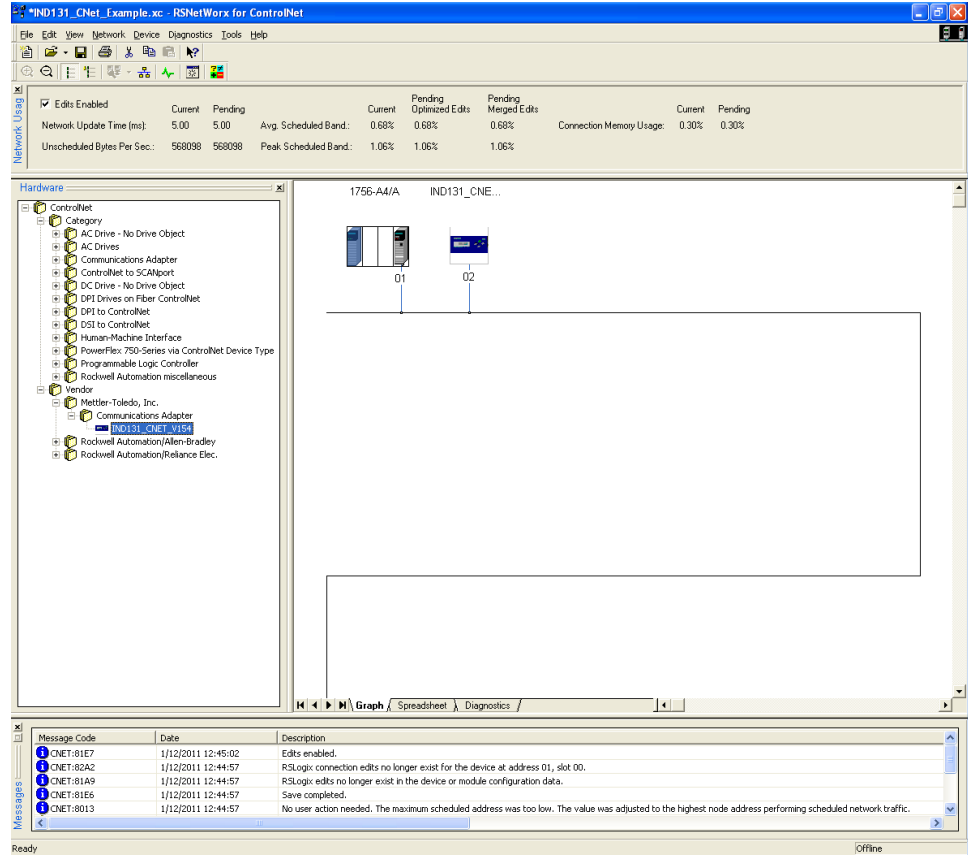 *IND131_CNet_Example.xc - RSNetWorx for ControlNet
File Edit View Network Device Diagnostics Tools Help
Network Usag
Edits Enabled
Current Pending Current Pending Optimized Edits Pending Merged Edits Current Pending
Network Update Time (ms): 5.00 5.00 Avg. Scheduled Band.: 0.68% 0.68% 0.68% Connection Memory Usage: 0.30% 0.30%
Unscheduled Bytes Per Sec.: 568098 568098 Peak Scheduled Band.: 1.06% 1.06% 1.06%
Hardware
ControlNet
Category
AC Drive - No Drive Object
AC Drives
Communications Adapter
ControlNet to SCANport
DC Drive - No Drive Object
DPI Drives on Fiber ControlNet
DPI to ControlNet
DSI to ControlNet
Human-Machine Interface
PowerFlex 750-Series via ControlNet Device Type
Programmable Logic Controller
Rockwell Automation miscellaneous
Vendor
Mettler-Toledo, Inc.
Communications Adapter
IND131_CNET_V154
Rockwell Automation/Allen-Bradley
Rockwell Automation/Reliance Elec.
1756-A4/A IND131_CNE...
01 02
Graph Spreadsheet Diagnostics
Messages
Message Code Date Description
CNET:81E7 1/12/2011 12:45:02 Edits enabled.
CNET:82A2 1/12/2011 12:44:57 RSLogix connection edits no longer exist for the device at address 01, slot 00.
CNET:81A9 1/12/2011 12:44:57 RSLogix edits no longer exist in the device or module configuration data.
CNET:81E6 1/12/2011 12:44:57 Save completed.
CNET:8013 1/12/2011 12:44:57 No user action needed. The maximum scheduled address was too low. The value was adjusted to the highest node address performing scheduled network traffic.
Ready Offline